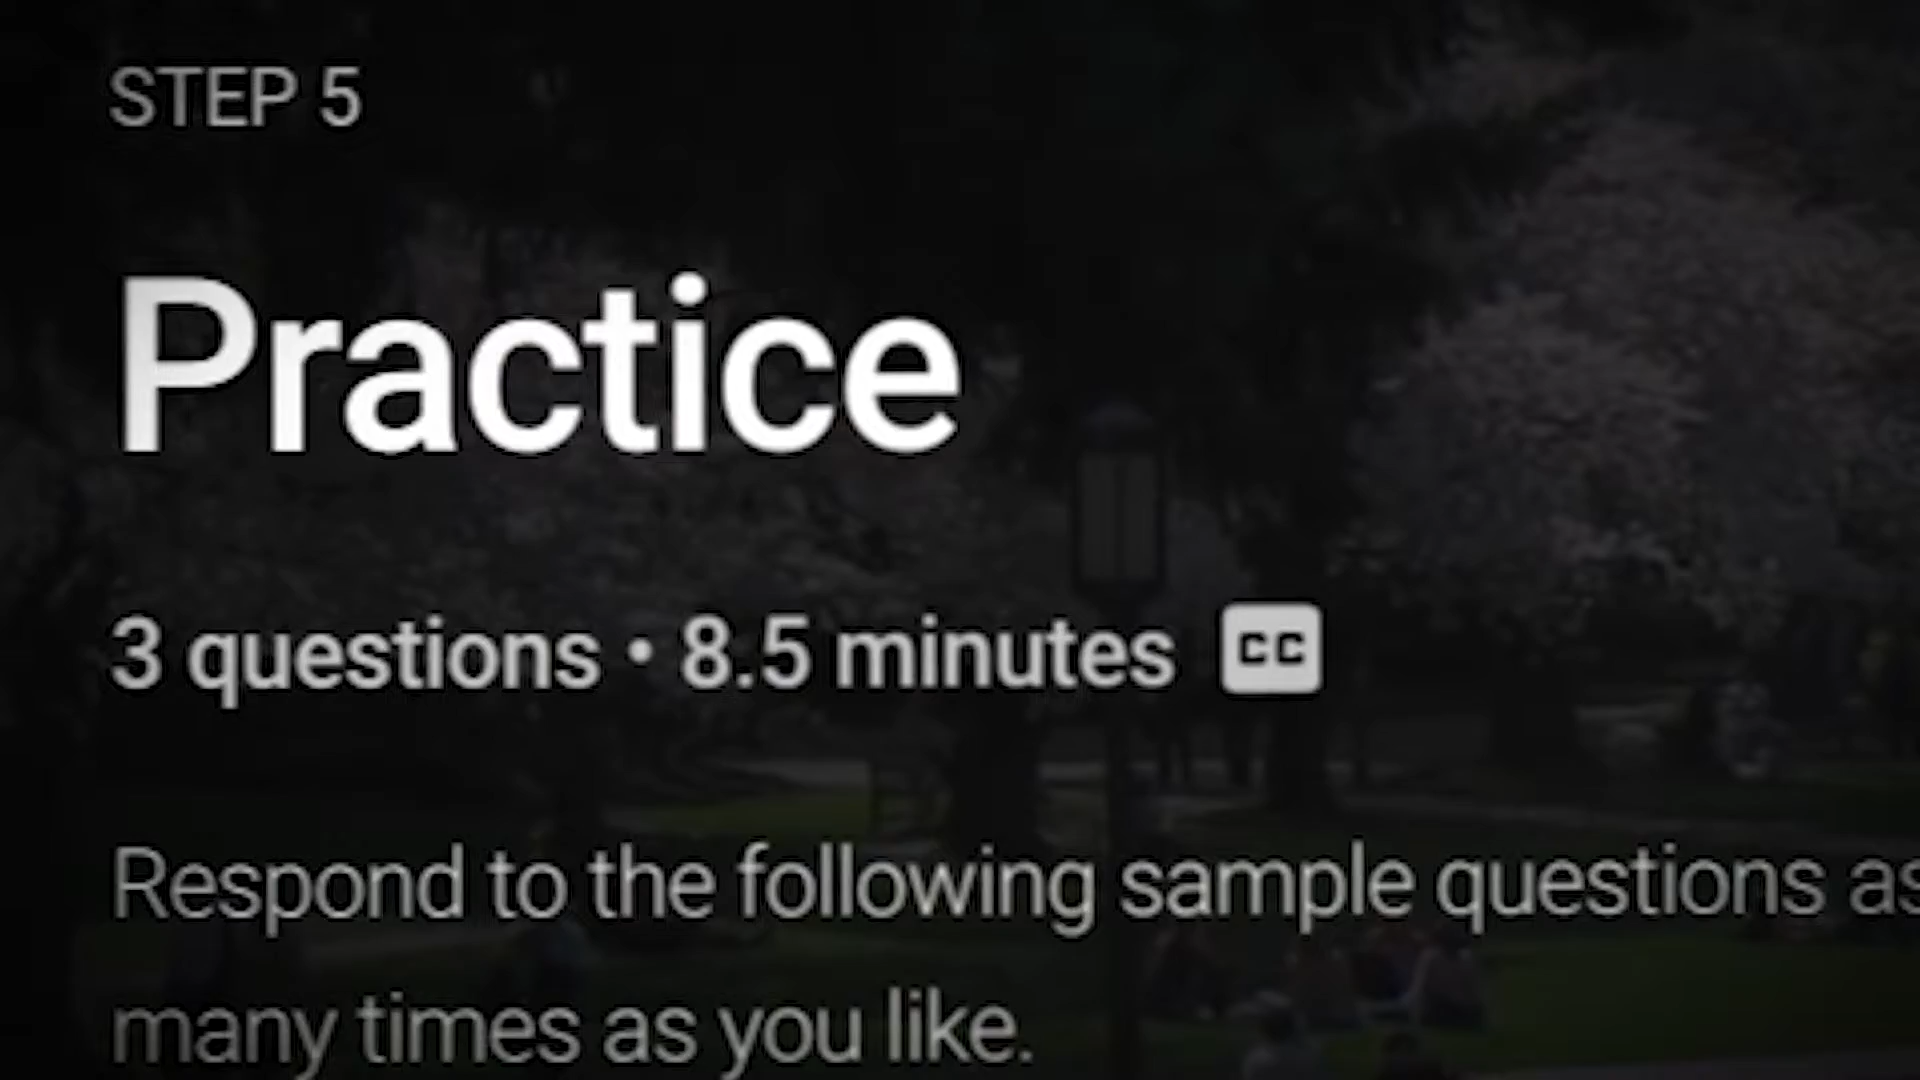 STEP 5
Practice
3 questions • 8.5 minutes CC
Respond to the following sample questions as
many times as you like.